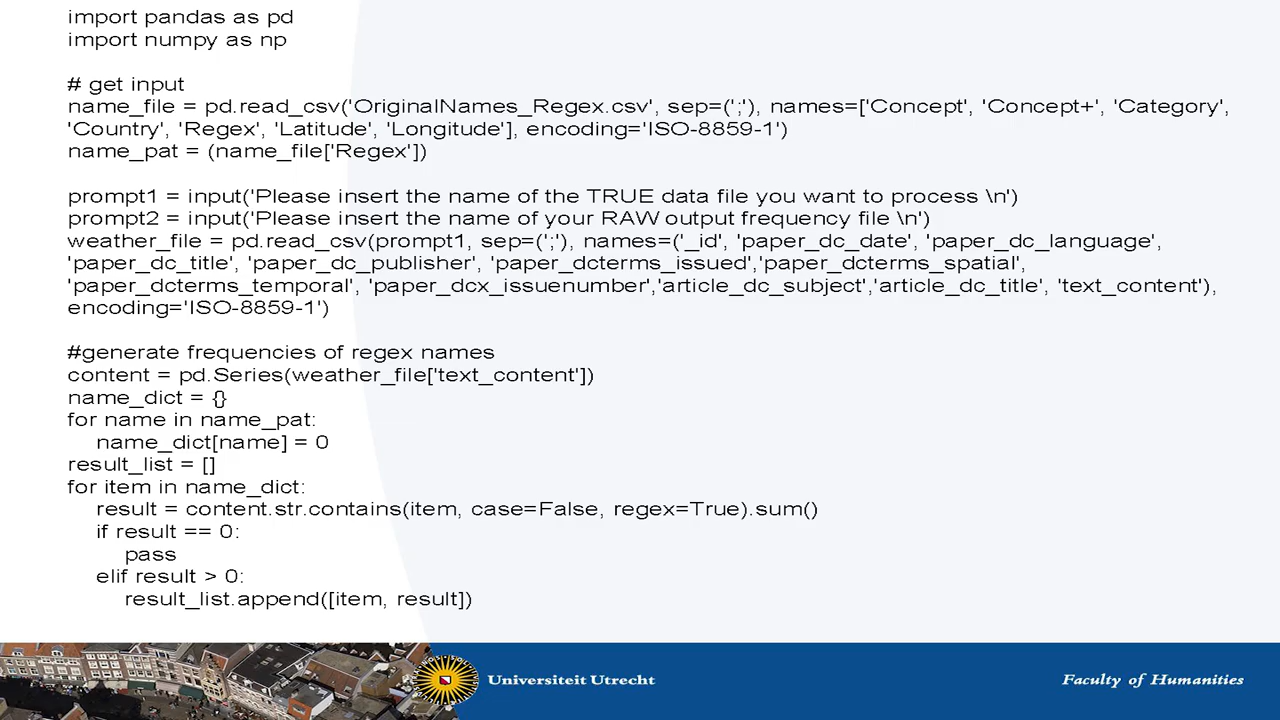 import pandas as pd
import numpy as np
# get input
name_file = pd.read_csv('OriginalNames_Regex.csv', sep=(';'), names=['Concept', 'Concept+', 'Category',
'Country', 'Regex', 'Latitude', 'Longitude'], encoding='ISO-8859-1')
name_pat = (name_file['Regex'])
prompt1 = input('Please insert the name of the TRUE data file you want to process \n')
prompt2 = input('Please insert the name of your RAW output frequency file \n')
weather_file = pd.read_csv(prompt1, sep=(';'), names=('_id', 'paper_dc_date', 'paper_dc_language',
'paper_dc_title', 'paper_dc_publisher', 'paper_dcterms_issued','paper_dcterms_spatial',
'paper_dcterms_temporal', 'paper_dcx_issuenumber','article_dc_subject','article_dc_title', 'text_content'),
encoding='ISO-8859-1')
#generate frequencies of regex names
content = pd.Series(weather_file['text_content'])
name_dict = {}
for name in name_pat:
    name_dict[name] = 0
result_list = []
for item in name_dict:
    result = content.str.contains(item, case=False, regex=True).sum()
    if result == 0:
        pass
    elif result > 0:
        result_list.append([item, result])
Universiteit Utrecht
Faculty of Humanities